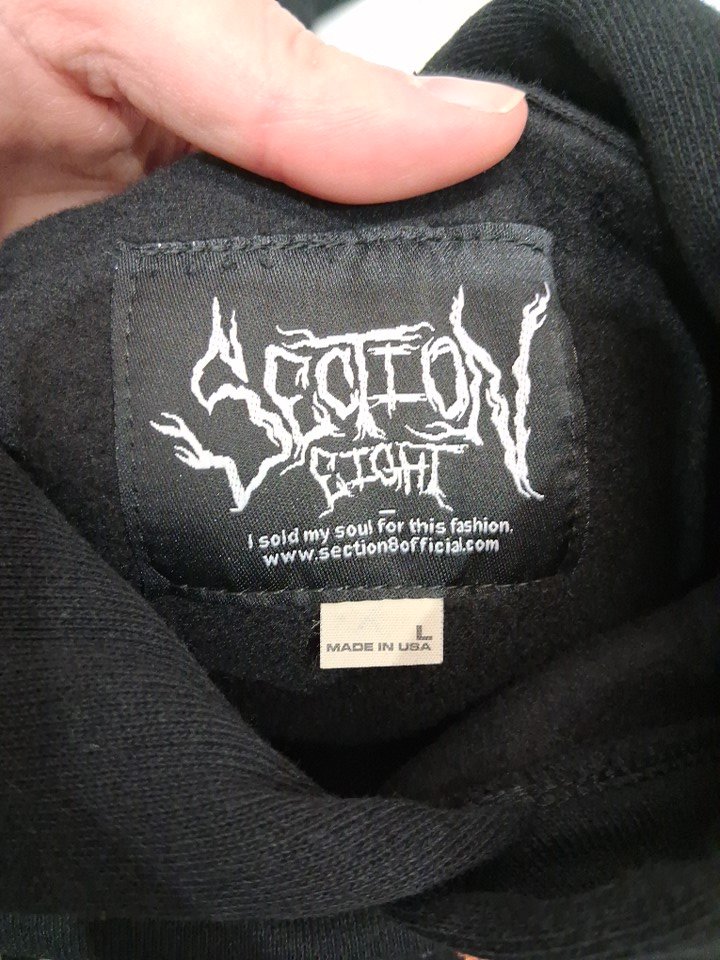 SECTION
EIGHT
I sold my soul for this fashion.
www.section8official.com
L
MADE IN USA